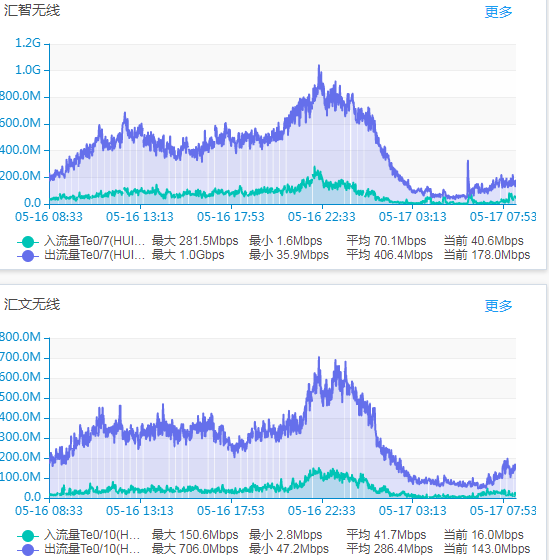 汇智无线 更多
1.2G
1.0G
800.0M
600.0M
400.0M
200.0M
0.0
05-16 08:33 05-16 13:13 05-16 17:53 05-16 22:33 05-17 03:13 05-17 07:53
入流量Te0/7(HUI... 最大 281.5Mbps 最小 1.6Mbps 平均 70.1Mbps 当前 40.6Mbps
出流量Te0/7(HUI... 最大 1.0Gbps 最小 35.9Mbps 平均 406.4Mbps 当前 178.0Mbps
汇文无线 更多
800.0M
700.0M
600.0M
500.0M
400.0M
300.0M
200.0M
100.0M
0.0
05-16 08:33 05-16 13:13 05-16 17:53 05-16 22:33 05-17 03:13 05-17 07:53
入流量Te0/10(H... 最大 150.6Mbps 最小 2.8Mbps 平均 41.7Mbps 当前 16.0Mbps
出流量Te0/10(H... 最大 706.0Mbps 最小 47.2Mbps 平均 286.4Mbps 当前 143.0Mbps